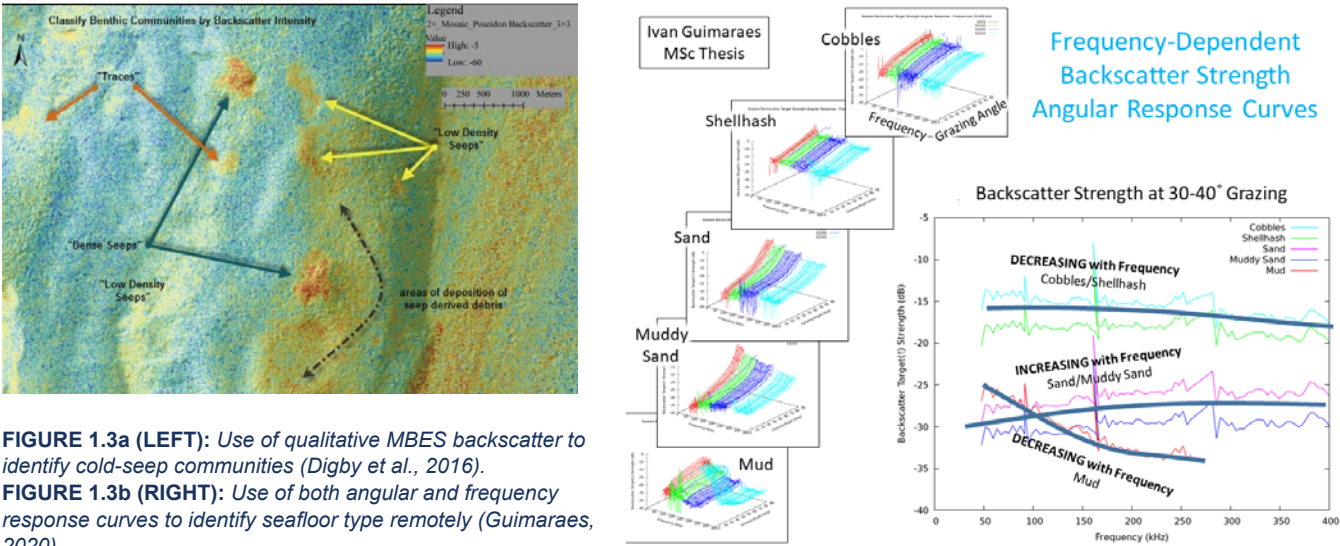 Classify Benthic Communities by Backscatter Intensity
N
Legend
2×_Mosaic_Poseidon Backscatter_3×3
Value
High: -5
Low: -60
0 250 500 1000 Meters
"Traces"
"Low Density
Seeps"
"Dense Seeps"
"Low Density
Seeps"
areas of deposition of
seep derived debris
FIGURE 1.3a (LEFT): Use of qualitative MBES backscatter to
identify cold-seep communities (Digby et al., 2016).
FIGURE 1.3b (RIGHT): Use of both angular and frequency
response curves to identify seafloor type remotely (Guimaraes,
2020)
Ivan Guimaraes
MSc Thesis
Cobbles
Frequency - Grazing Angle
Shellhash
Sand
Muddy
Sand
Mud
Frequency-Dependent
Backscatter Strength
Angular Response Curves
Backscatter Strength at 30-40° Grazing
Backscatter Target(!) Strength (dB)
-5
-10
-15
-20
-25
-30
-35
-40
Cobbles
Shellhash
Sand
Muddy Sand
Mud
DECREASING with Frequency
Cobbles/Shellhash
INCREASING with Frequency
Sand/Muddy Sand
DECREASING with Frequency
Mud
0 50 100 150 200 250 300 350 400
Frequency (kHz)